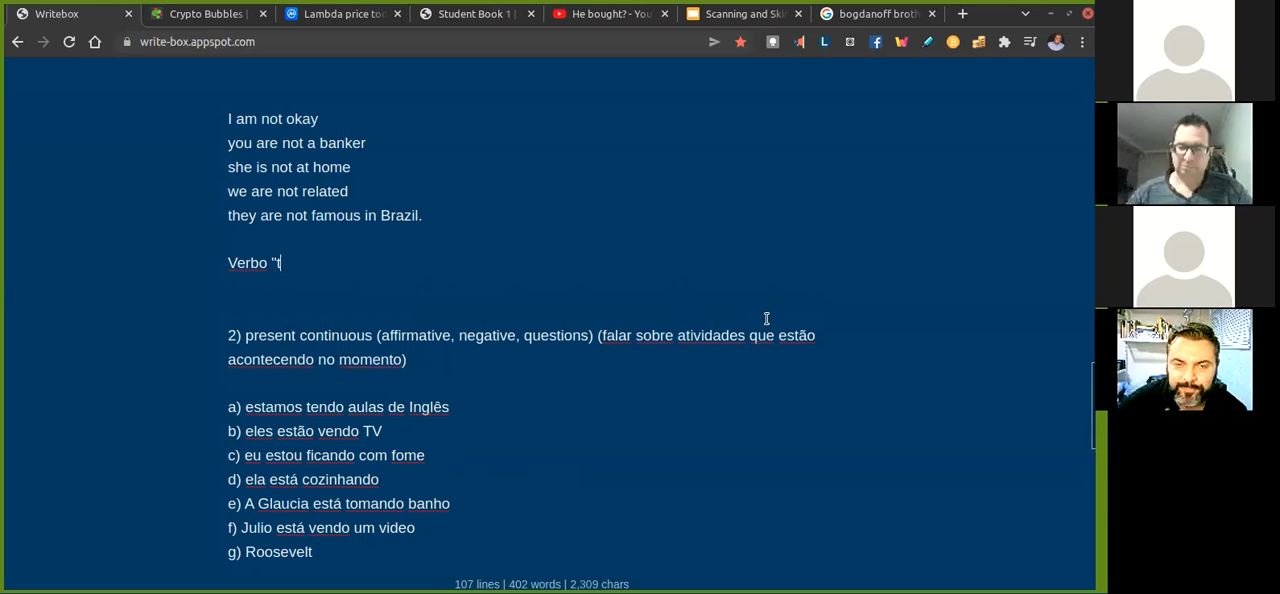 Writebox
Crypto Bubbles |
Lambda price to
Student Book 1 |
He bought? - You
Scanning and Ski
bogdanoff broth
write-box.appspot.com
I am not okay
you are not a banker
she is not at home
we are not related
they are not famous in Brazil.
Verbo "t
2) present continuous (affirmative, negative, questions) (falar sobre atividades que estão
acontecendo no momento)
a) estamos tendo aulas de Inglês
b) eles estão vendo TV
c) eu estou ficando com fome
d) ela está cozinhando
e) A Glaucia está tomando banho
f) Julio está vendo um video
g) Roosevelt
107 lines | 402 words | 2,309 chars